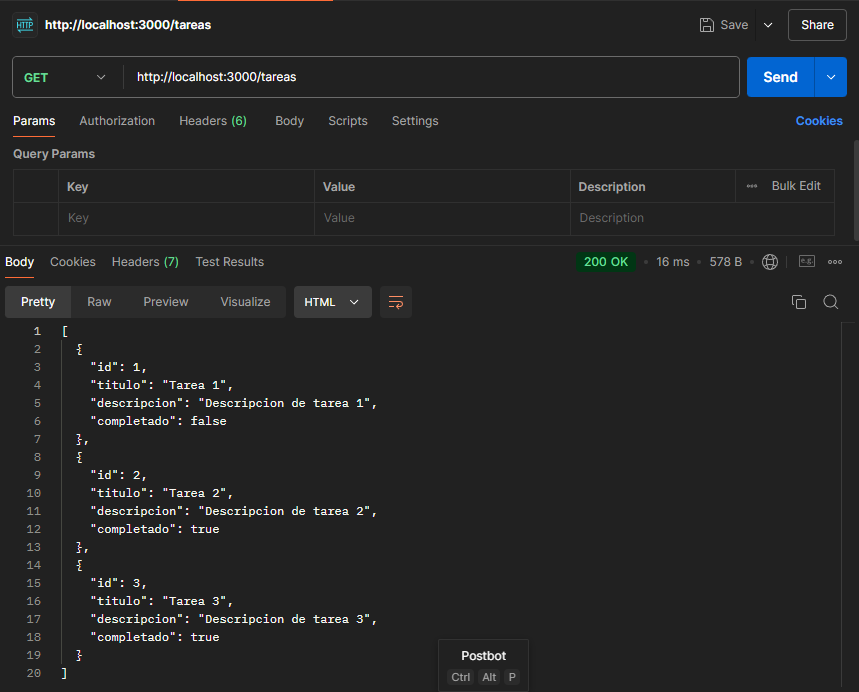 HTTP http://localhost:3000/tareas Save Share
GET http://localhost:3000/tareas Send
Params Authorization Headers (6) Body Scripts Settings Cookies
Query Params
Key Value Description Bulk Edit
Key Value Description
Body Cookies Headers (7) Test Results 200 OK 16 ms 578 B e.g.
Pretty Raw Preview Visualize HTML
1 [
2 {
3 "id": 1,
4 "titulo": "Tarea 1",
5 "descripcion": "Descripcion de tarea 1",
6 "completado": false
7 },
8 {
9 "id": 2,
10 "titulo": "Tarea 2",
11 "descripcion": "Descripcion de tarea 2",
12 "completado": true
13 },
14 {
15 "id": 3,
16 "titulo": "Tarea 3",
17 "descripcion": "Descripcion de tarea 3",
18 "completado": true
19 }
20 ]
Postbot
Ctrl Alt P